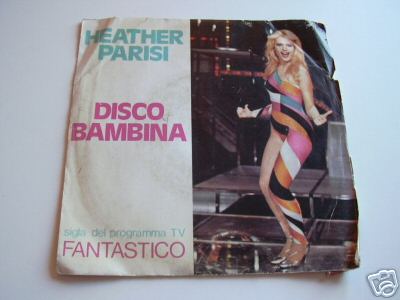 HEATHER
PARISI
DISCO
BAMBINA
sigla del programma TV
FANTASTICO